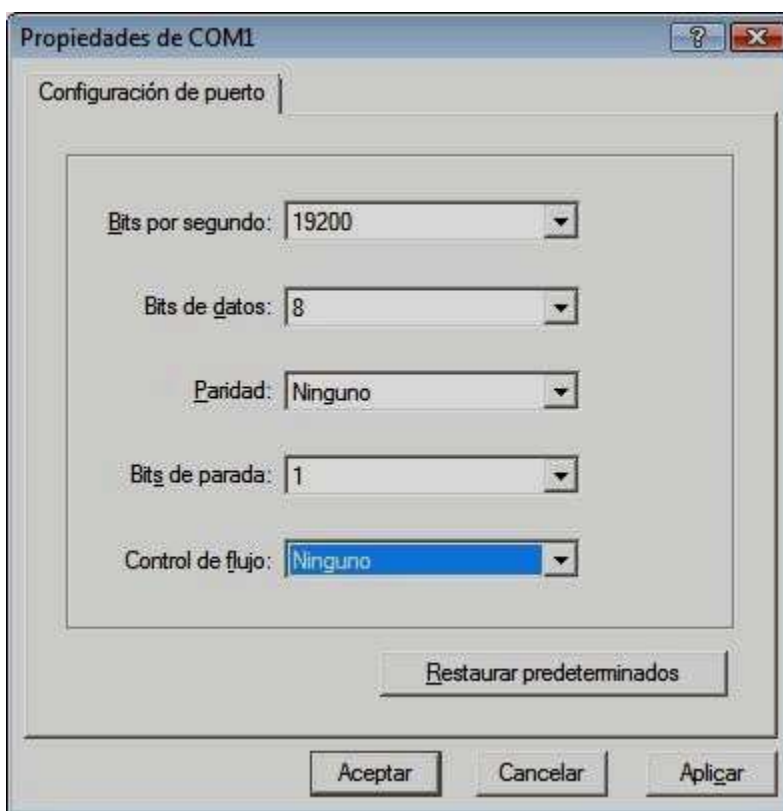 Propiedades de COM1
Configuración de puerto
Bits por segundo: 19200
Bits de datos: 8
Paridad: Ninguno
Bits de parada: 1
Control de flujo: Ninguno
Restaurar predeterminados
Aceptar Cancelar Aplicar